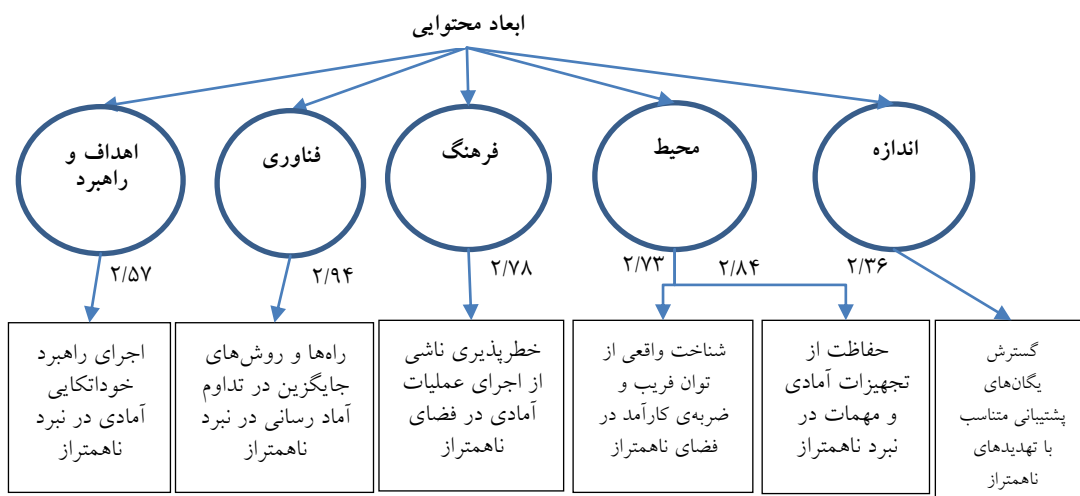 ابعاد محتوایی
اندازه
محیط
فرهنگ
فناوری
اهداف و
راهبرد
۲/۳۶
۲/۸۴
۲/۷۳
۲/۷۸
۲/۹۴
۲/۵۷
گسترش
یگان‌های
پشتیبانی متناسب
با تهدیدهای
ناهمتراز
حفاظت از
تجهیزات آمادی
و مهمات در
نبرد ناهمتراز
شناخت واقعی از
توان فریب و
ضربه‌ی کارآمد در
فضای ناهمتراز
خطرپذیری ناشی
از اجرای عملیات
آمادی در فضای
ناهمتراز
راه‌ها و روش‌های
جایگزین در تداوم
آماد رسانی در نبرد
ناهمتراز
اجرای راهبرد
خوداتکایی
آمادی در نبرد
ناهمتراز